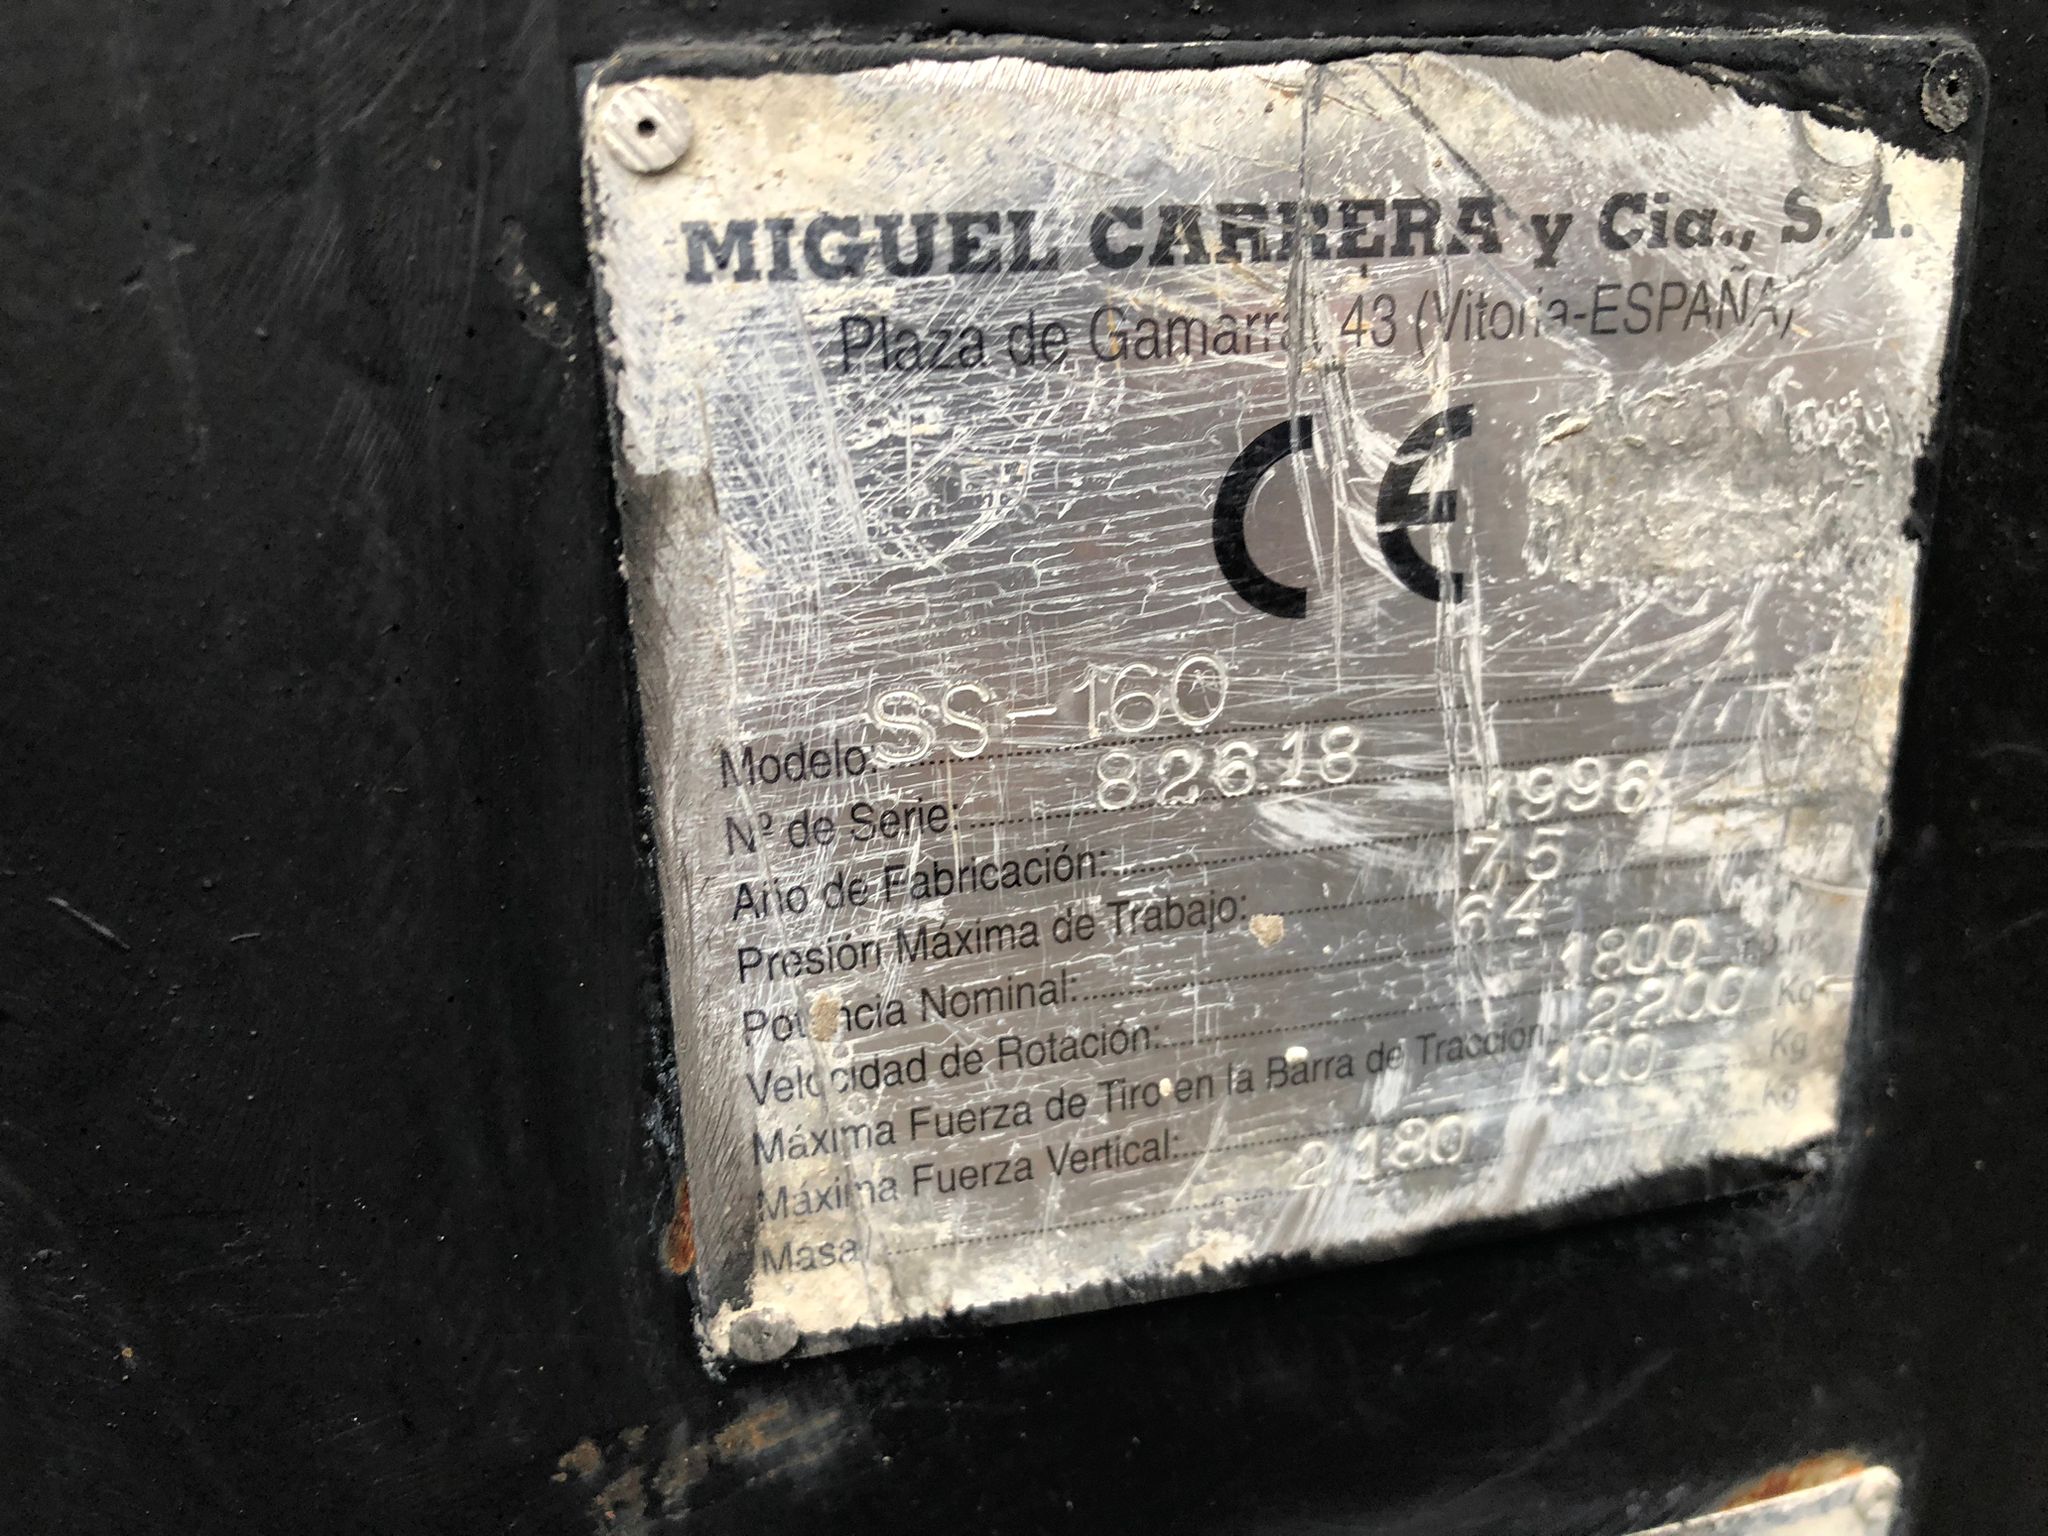 MIGUEL CARRERA y Cia., S.A.
Plaza de Gamarra, 43 (Vitoria-ESPAÑA)
CE
Modelo: SS-160
Nº de Serie: 82618
Año de Fabricación: 1996
Presión Máxima de Trabajo: 75
Potencia Nominal: 64
Velocidad de Rotación: 1800 r.p.m.
Máxima Fuerza de Tiro en la Barra de Tracción: 2200 Kg
Máxima Fuerza Vertical: 100 Kg
Masa 2180 Kg